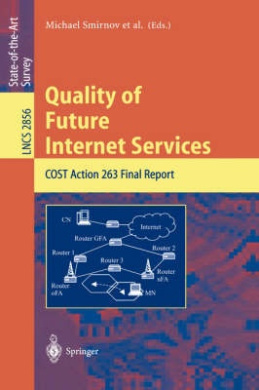 Michael Smirnov et al. (Eds.)
State-of-the-Art
Survey
LNCS 2856
Quality of
Future
Internet Services
COST Action 263 Final Report
CN
Internet
Router GFA
Router
Router 2
Router 3
Router
oFA
Router
nFA
MN
Springer